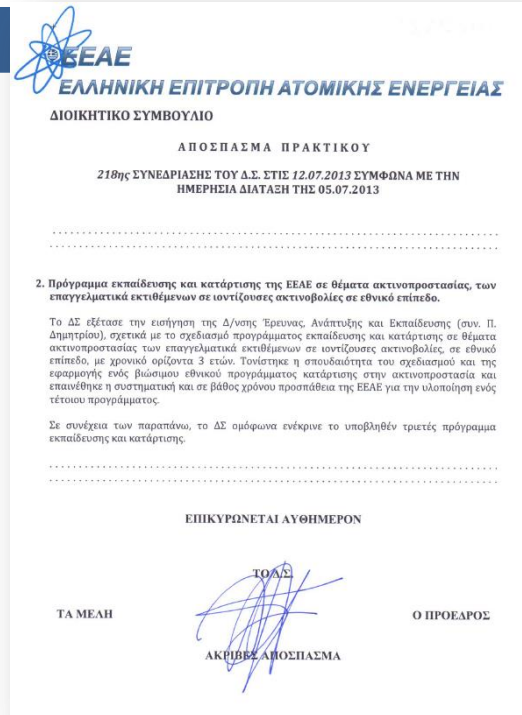 ΕΕΑΕ
ΕΛΛΗΝΙΚΗ ΕΠΙΤΡΟΠΗ ΑΤΟΜΙΚΗΣ ΕΝΕΡΓΕΙΑΣ
ΔΙΟΙΚΗΤΙΚΟ ΣΥΜΒΟΥΛΙΟ
ΑΠΟΣΠΑΣΜΑ ΠΡΑΚΤΙΚΟΥ
218ης ΣΥΝΕΔΡΙΑΣΗΣ ΤΟΥ Δ.Σ. ΣΤΙΣ 12.07.2013 ΣΥΜΦΩΝΑ ΜΕ ΤΗΝ
ΗΜΕΡΗΣΙΑ ΔΙΑΤΑΞΗ ΤΗΣ 05.07.2013
2. Πρόγραμμα εκπαίδευσης και κατάρτισης της ΕΕΑΕ σε θέματα ακτινοπροστασίας, των
επαγγελματικά εκτιθέμενων σε ιοντίζουσες ακτινοβολίες σε εθνικό επίπεδο.
Το ΔΣ εξέτασε την εισήγηση της Δ/νσης Έρευνας, Ανάπτυξης και Εκπαίδευσης (συν. Π.
Δημητρίου), σχετικά με το σχεδιασμό προγράμματος εκπαίδευσης και κατάρτισης σε θέματα
ακτινοπροστασίας των επαγγελματικά εκτιθέμενων σε ιοντίζουσες ακτινοβολίες, σε εθνικό
επίπεδο, με χρονικό ορίζοντα 3 ετών. Τονίστηκε η σπουδαιότητα του σχεδιασμού και της
εφαρμογής ενός βιώσιμου εθνικού προγράμματος κατάρτισης στην ακτινοπροστασία και
επαινέθηκε η συστηματική και σε βάθος χρόνου προσπάθεια της ΕΕΑΕ για την υλοποίηση ενός
τέτοιου προγράμματος.
Σε συνέχεια των παραπάνω, το ΔΣ ομόφωνα ενέκρινε το υποβληθέν τριετές πρόγραμμα
εκπαίδευσης και κατάρτισης.
ΕΠΙΚΥΡΩΝΕΤΑΙ ΑΥΘΗΜΕΡΟΝ
ΤΟ Δ.Σ.
ΤΑ ΜΕΛΗ
Ο ΠΡΟΕΔΡΟΣ
ΑΚΡΙΒΕΣ ΑΠΟΣΠΑΣΜΑ